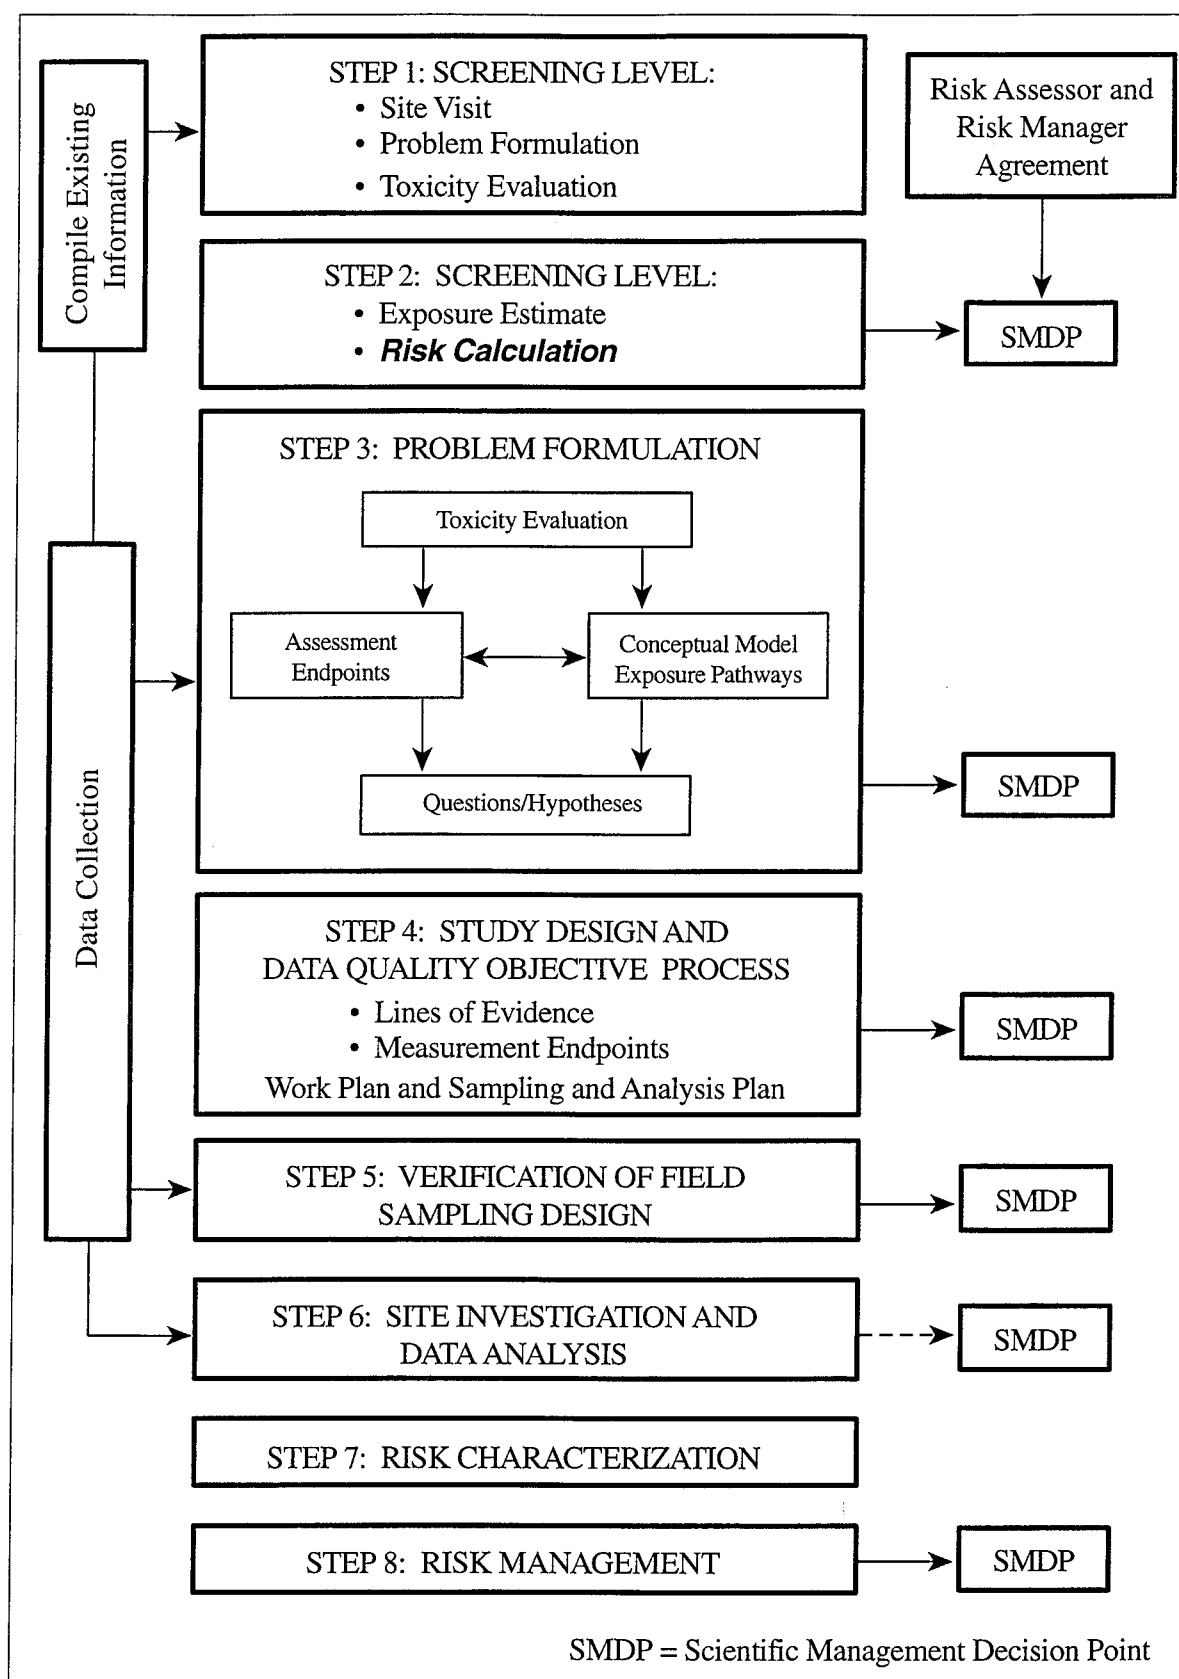 Compile Existing
Information
STEP 1: SCREENING LEVEL:
• Site Visit
• Problem Formulation
• Toxicity Evaluation
Risk Assessor and
Risk Manager
Agreement
STEP 2: SCREENING LEVEL:
• Exposure Estimate
• Risk Calculation
SMDP
Data Collection
STEP 3: PROBLEM FORMULATION
Toxicity Evaluation
Assessment
Endpoints
Conceptual Model
Exposure Pathways
Questions/Hypotheses
SMDP
STEP 4: STUDY DESIGN AND
DATA QUALITY OBJECTIVE PROCESS
• Lines of Evidence
• Measurement Endpoints
Work Plan and Sampling and Analysis Plan
SMDP
STEP 5: VERIFICATION OF FIELD
SAMPLING DESIGN
SMDP
STEP 6: SITE INVESTIGATION AND
DATA ANALYSIS
SMDP
STEP 7: RISK CHARACTERIZATION
STEP 8: RISK MANAGEMENT
SMDP
SMDP = Scientific Management Decision Point